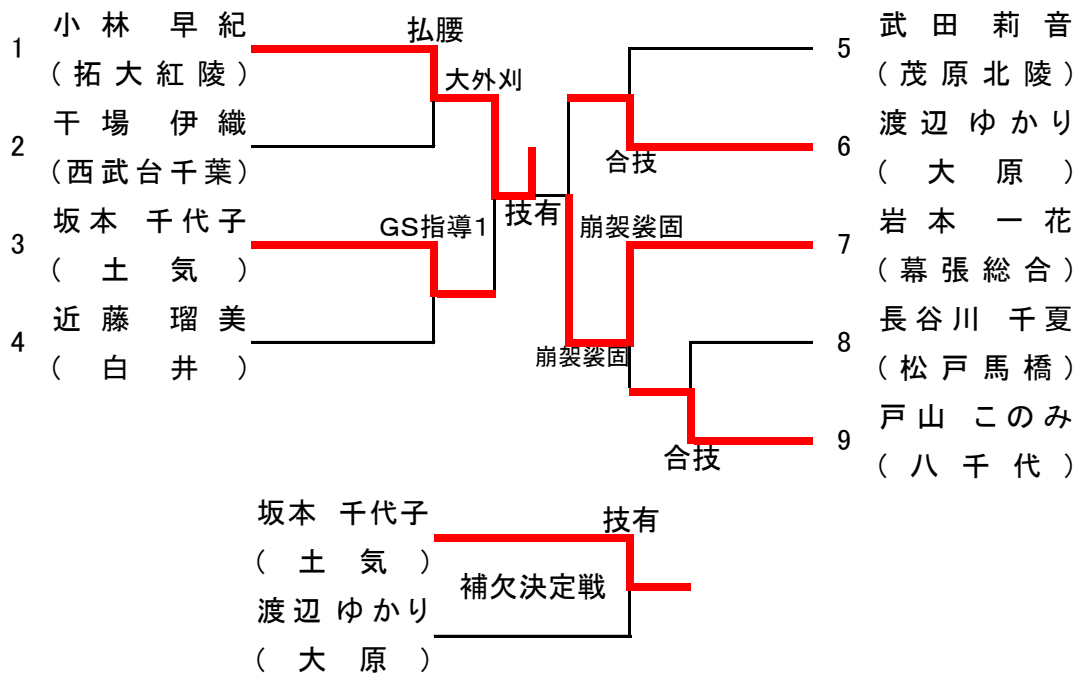 1
小林 早紀
(拓大紅陵)
2
干場 伊織
(西武台千葉)
3
坂本 千代子
(土気)
4
近藤 瑠美
(白井)
払腰
大外刈
GS指導1
技有
合技
崩袈裟固
崩袈裟固
合技
5
武田 莉音
(茂原北陵)
6
渡辺 ゆかり
(大原)
7
岩本 一花
(幕張総合)
8
長谷川 千夏
(松戸馬橋)
9
戸山 このみ
(八千代)
坂本 千代子
(土気)
渡辺 ゆかり
(大原)
補欠決定戦
技有